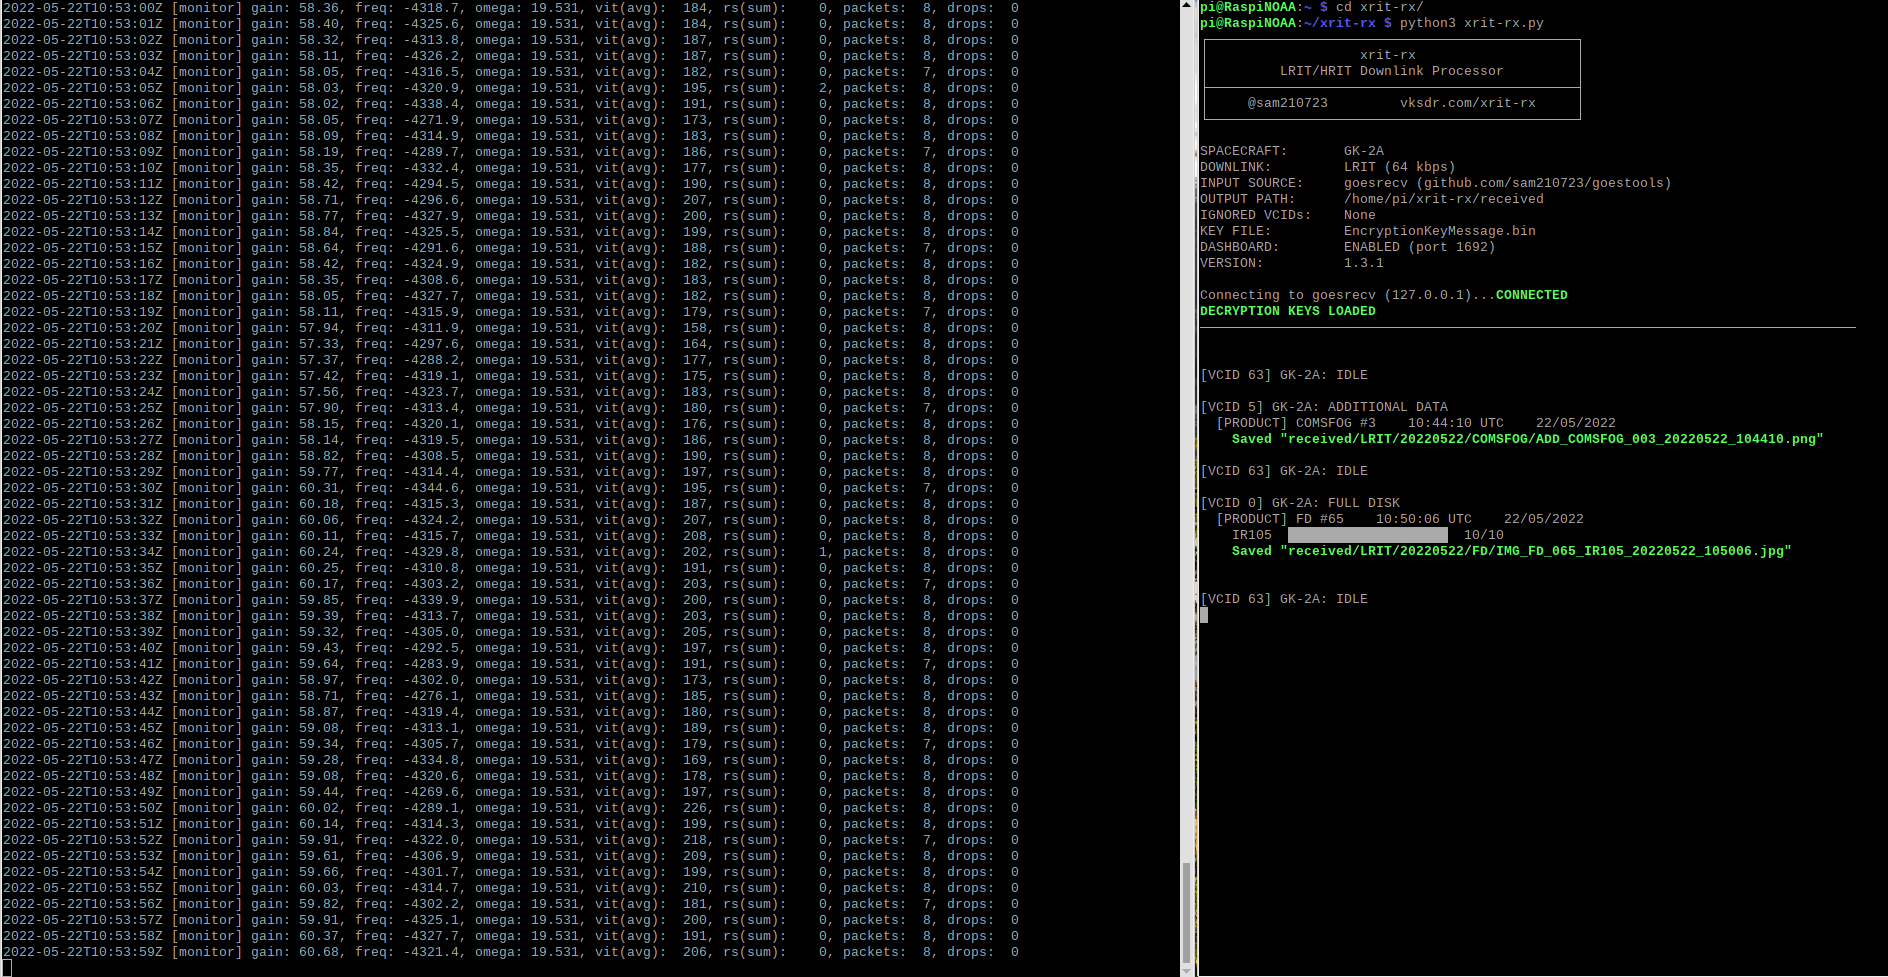 2022-05-22T10:53:00Z [monitor] gain: 58.36, freq: -4318.7, omega: 19.531, vit(avg):  184, rs(sum):    0, packets:  8, drops:  0
2022-05-22T10:53:01Z [monitor] gain: 58.40, freq: -4325.6, omega: 19.531, vit(avg):  184, rs(sum):    0, packets:  8, drops:  0
2022-05-22T10:53:02Z [monitor] gain: 58.32, freq: -4313.8, omega: 19.531, vit(avg):  187, rs(sum):    0, packets:  8, drops:  0
2022-05-22T10:53:03Z [monitor] gain: 58.11, freq: -4326.2, omega: 19.531, vit(avg):  187, rs(sum):    0, packets:  8, drops:  0
2022-05-22T10:53:04Z [monitor] gain: 58.05, freq: -4316.5, omega: 19.531, vit(avg):  182, rs(sum):    0, packets:  7, drops:  0
2022-05-22T10:53:05Z [monitor] gain: 58.03, freq: -4320.9, omega: 19.531, vit(avg):  195, rs(sum):    2, packets:  8, drops:  0
2022-05-22T10:53:06Z [monitor] gain: 58.02, freq: -4338.4, omega: 19.531, vit(avg):  191, rs(sum):    0, packets:  8, drops:  0
2022-05-22T10:53:07Z [monitor] gain: 58.05, freq: -4271.9, omega: 19.531, vit(avg):  173, rs(sum):    0, packets:  8, drops:  0
2022-05-22T10:53:08Z [monitor] gain: 58.09, freq: -4314.9, omega: 19.531, vit(avg):  183, rs(sum):    0, packets:  8, drops:  0
2022-05-22T10:53:09Z [monitor] gain: 58.19, freq: -4289.7, omega: 19.531, vit(avg):  186, rs(sum):    0, packets:  7, drops:  0
2022-05-22T10:53:10Z [monitor] gain: 58.35, freq: -4332.4, omega: 19.531, vit(avg):  177, rs(sum):    0, packets:  8, drops:  0
2022-05-22T10:53:11Z [monitor] gain: 58.42, freq: -4294.5, omega: 19.531, vit(avg):  190, rs(sum):    0, packets:  8, drops:  0
2022-05-22T10:53:12Z [monitor] gain: 58.71, freq: -4296.6, omega: 19.531, vit(avg):  207, rs(sum):    0, packets:  8, drops:  0
2022-05-22T10:53:13Z [monitor] gain: 58.77, freq: -4327.9, omega: 19.531, vit(avg):  200, rs(sum):    0, packets:  8, drops:  0
2022-05-22T10:53:14Z [monitor] gain: 58.84, freq: -4325.5, omega: 19.531, vit(avg):  199, rs(sum):    0, packets:  8, drops:  0
2022-05-22T10:53:15Z [monitor] gain: 58.64, freq: -4291.6, omega: 19.531, vit(avg):  188, rs(sum):    0, packets:  7, drops:  0
2022-05-22T10:53:16Z [monitor] gain: 58.42, freq: -4324.9, omega: 19.531, vit(avg):  182, rs(sum):    0, packets:  8, drops:  0
2022-05-22T10:53:17Z [monitor] gain: 58.35, freq: -4308.6, omega: 19.531, vit(avg):  183, rs(sum):    0, packets:  8, drops:  0
2022-05-22T10:53:18Z [monitor] gain: 58.05, freq: -4327.7, omega: 19.531, vit(avg):  182, rs(sum):    0, packets:  8, drops:  0
2022-05-22T10:53:19Z [monitor] gain: 58.11, freq: -4315.9, omega: 19.531, vit(avg):  179, rs(sum):    0, packets:  7, drops:  0
2022-05-22T10:53:20Z [monitor] gain: 57.94, freq: -4311.9, omega: 19.531, vit(avg):  158, rs(sum):    0, packets:  8, drops:  0
2022-05-22T10:53:21Z [monitor] gain: 57.33, freq: -4297.6, omega: 19.531, vit(avg):  164, rs(sum):    0, packets:  8, drops:  0
2022-05-22T10:53:22Z [monitor] gain: 57.37, freq: -4288.2, omega: 19.531, vit(avg):  177, rs(sum):    0, packets:  8, drops:  0
2022-05-22T10:53:23Z [monitor] gain: 57.42, freq: -4319.1, omega: 19.531, vit(avg):  175, rs(sum):    0, packets:  8, drops:  0
2022-05-22T10:53:24Z [monitor] gain: 57.56, freq: -4323.7, omega: 19.531, vit(avg):  183, rs(sum):    0, packets:  8, drops:  0
2022-05-22T10:53:25Z [monitor] gain: 57.90, freq: -4313.4, omega: 19.531, vit(avg):  180, rs(sum):    0, packets:  7, drops:  0
2022-05-22T10:53:26Z [monitor] gain: 58.15, freq: -4320.1, omega: 19.531, vit(avg):  176, rs(sum):    0, packets:  8, drops:  0
2022-05-22T10:53:27Z [monitor] gain: 58.14, freq: -4319.5, omega: 19.531, vit(avg):  186, rs(sum):    0, packets:  8, drops:  0
2022-05-22T10:53:28Z [monitor] gain: 58.82, freq: -4308.5, omega: 19.531, vit(avg):  190, rs(sum):    0, packets:  8, drops:  0
2022-05-22T10:53:29Z [monitor] gain: 59.77, freq: -4314.4, omega: 19.531, vit(avg):  197, rs(sum):    0, packets:  8, drops:  0
2022-05-22T10:53:30Z [monitor] gain: 60.31, freq: -4344.6, omega: 19.531, vit(avg):  195, rs(sum):    0, packets:  7, drops:  0
2022-05-22T10:53:31Z [monitor] gain: 60.18, freq: -4315.3, omega: 19.531, vit(avg):  187, rs(sum):    0, packets:  8, drops:  0
2022-05-22T10:53:32Z [monitor] gain: 60.06, freq: -4324.2, omega: 19.531, vit(avg):  207, rs(sum):    0, packets:  8, drops:  0
2022-05-22T10:53:33Z [monitor] gain: 60.11, freq: -4315.7, omega: 19.531, vit(avg):  208, rs(sum):    0, packets:  8, drops:  0
2022-05-22T10:53:34Z [monitor] gain: 60.24, freq: -4329.8, omega: 19.531, vit(avg):  202, rs(sum):    1, packets:  8, drops:  0
2022-05-22T10:53:35Z [monitor] gain: 60.25, freq: -4310.8, omega: 19.531, vit(avg):  191, rs(sum):    0, packets:  8, drops:  0
2022-05-22T10:53:36Z [monitor] gain: 60.17, freq: -4303.2, omega: 19.531, vit(avg):  203, rs(sum):    0, packets:  7, drops:  0
2022-05-22T10:53:37Z [monitor] gain: 59.85, freq: -4339.9, omega: 19.531, vit(avg):  200, rs(sum):    0, packets:  8, drops:  0
2022-05-22T10:53:38Z [monitor] gain: 59.39, freq: -4313.7, omega: 19.531, vit(avg):  203, rs(sum):    0, packets:  8, drops:  0
2022-05-22T10:53:39Z [monitor] gain: 59.32, freq: -4305.0, omega: 19.531, vit(avg):  205, rs(sum):    0, packets:  8, drops:  0
2022-05-22T10:53:40Z [monitor] gain: 59.43, freq: -4292.5, omega: 19.531, vit(avg):  197, rs(sum):    0, packets:  8, drops:  0
2022-05-22T10:53:41Z [monitor] gain: 59.64, freq: -4283.9, omega: 19.531, vit(avg):  191, rs(sum):    0, packets:  7, drops:  0
2022-05-22T10:53:42Z [monitor] gain: 58.97, freq: -4302.0, omega: 19.531, vit(avg):  173, rs(sum):    0, packets:  8, drops:  0
2022-05-22T10:53:43Z [monitor] gain: 58.71, freq: -4276.1, omega: 19.531, vit(avg):  185, rs(sum):    0, packets:  8, drops:  0
2022-05-22T10:53:44Z [monitor] gain: 58.87, freq: -4319.4, omega: 19.531, vit(avg):  180, rs(sum):    0, packets:  8, drops:  0
2022-05-22T10:53:45Z [monitor] gain: 59.08, freq: -4313.1, omega: 19.531, vit(avg):  189, rs(sum):    0, packets:  8, drops:  0
2022-05-22T10:53:46Z [monitor] gain: 59.34, freq: -4305.7, omega: 19.531, vit(avg):  179, rs(sum):    0, packets:  7, drops:  0
2022-05-22T10:53:47Z [monitor] gain: 59.28, freq: -4334.8, omega: 19.531, vit(avg):  169, rs(sum):    0, packets:  8, drops:  0
2022-05-22T10:53:48Z [monitor] gain: 59.08, freq: -4320.6, omega: 19.531, vit(avg):  178, rs(sum):    0, packets:  8, drops:  0
2022-05-22T10:53:49Z [monitor] gain: 59.44, freq: -4269.6, omega: 19.531, vit(avg):  197, rs(sum):    0, packets:  8, drops:  0
2022-05-22T10:53:50Z [monitor] gain: 60.02, freq: -4289.1, omega: 19.531, vit(avg):  226, rs(sum):    0, packets:  8, drops:  0
2022-05-22T10:53:51Z [monitor] gain: 60.14, freq: -4314.3, omega: 19.531, vit(avg):  199, rs(sum):    0, packets:  8, drops:  0
2022-05-22T10:53:52Z [monitor] gain: 59.91, freq: -4322.0, omega: 19.531, vit(avg):  218, rs(sum):    0, packets:  7, drops:  0
2022-05-22T10:53:53Z [monitor] gain: 59.61, freq: -4306.9, omega: 19.531, vit(avg):  209, rs(sum):    0, packets:  8, drops:  0
2022-05-22T10:53:54Z [monitor] gain: 59.66, freq: -4301.7, omega: 19.531, vit(avg):  199, rs(sum):    0, packets:  8, drops:  0
2022-05-22T10:53:55Z [monitor] gain: 60.03, freq: -4314.7, omega: 19.531, vit(avg):  210, rs(sum):    0, packets:  8, drops:  0
2022-05-22T10:53:56Z [monitor] gain: 59.82, freq: -4302.2, omega: 19.531, vit(avg):  181, rs(sum):    0, packets:  7, drops:  0
2022-05-22T10:53:57Z [monitor] gain: 59.91, freq: -4325.1, omega: 19.531, vit(avg):  200, rs(sum):    0, packets:  8, drops:  0
2022-05-22T10:53:58Z [monitor] gain: 60.37, freq: -4327.7, omega: 19.531, vit(avg):  191, rs(sum):    0, packets:  8, drops:  0
2022-05-22T10:53:59Z [monitor] gain: 60.68, freq: -4321.4, omega: 19.531, vit(avg):  206, rs(sum):    0, packets:  8, drops:  0
pi@RaspiNOAA:~ $ cd xrit-rx/
pi@RaspiNOAA:~/xrit-rx $ python3 xrit-rx.py
xrit-rx
LRIT/HRIT Downlink Processor
@sam210723 vksdr.com/xrit-rx
SPACECRAFT: GK-2A
DOWNLINK: LRIT (64 kbps)
INPUT SOURCE: goesrecv (github.com/sam210723/goestools)
OUTPUT PATH: /home/pi/xrit-rx/received
IGNORED VCIDs: None
KEY FILE: EncryptionKeyMessage.bin
DASHBOARD: ENABLED (port 1692)
VERSION: 1.3.1
Connecting to goesrecv (127.0.0.1)...CONNECTED
DECRYPTION KEYS LOADED
[VCID 63] GK-2A: IDLE
[VCID 5] GK-2A: ADDITIONAL DATA
[PRODUCT] COMSFOG #3 10:44:10 UTC 22/05/2022
Saved "received/LRIT/20220522/COMSFOG/ADD_COMSFOG_003_20220522_104410.png"
[VCID 63] GK-2A: IDLE
[VCID 0] GK-2A: FULL DISK
[PRODUCT] FD #65 10:50:06 UTC 22/05/2022
IR105 10/10
Saved "received/LRIT/20220522/FD/IMG_FD_065_IR105_20220522_105006.jpg"
[VCID 63] GK-2A: IDLE